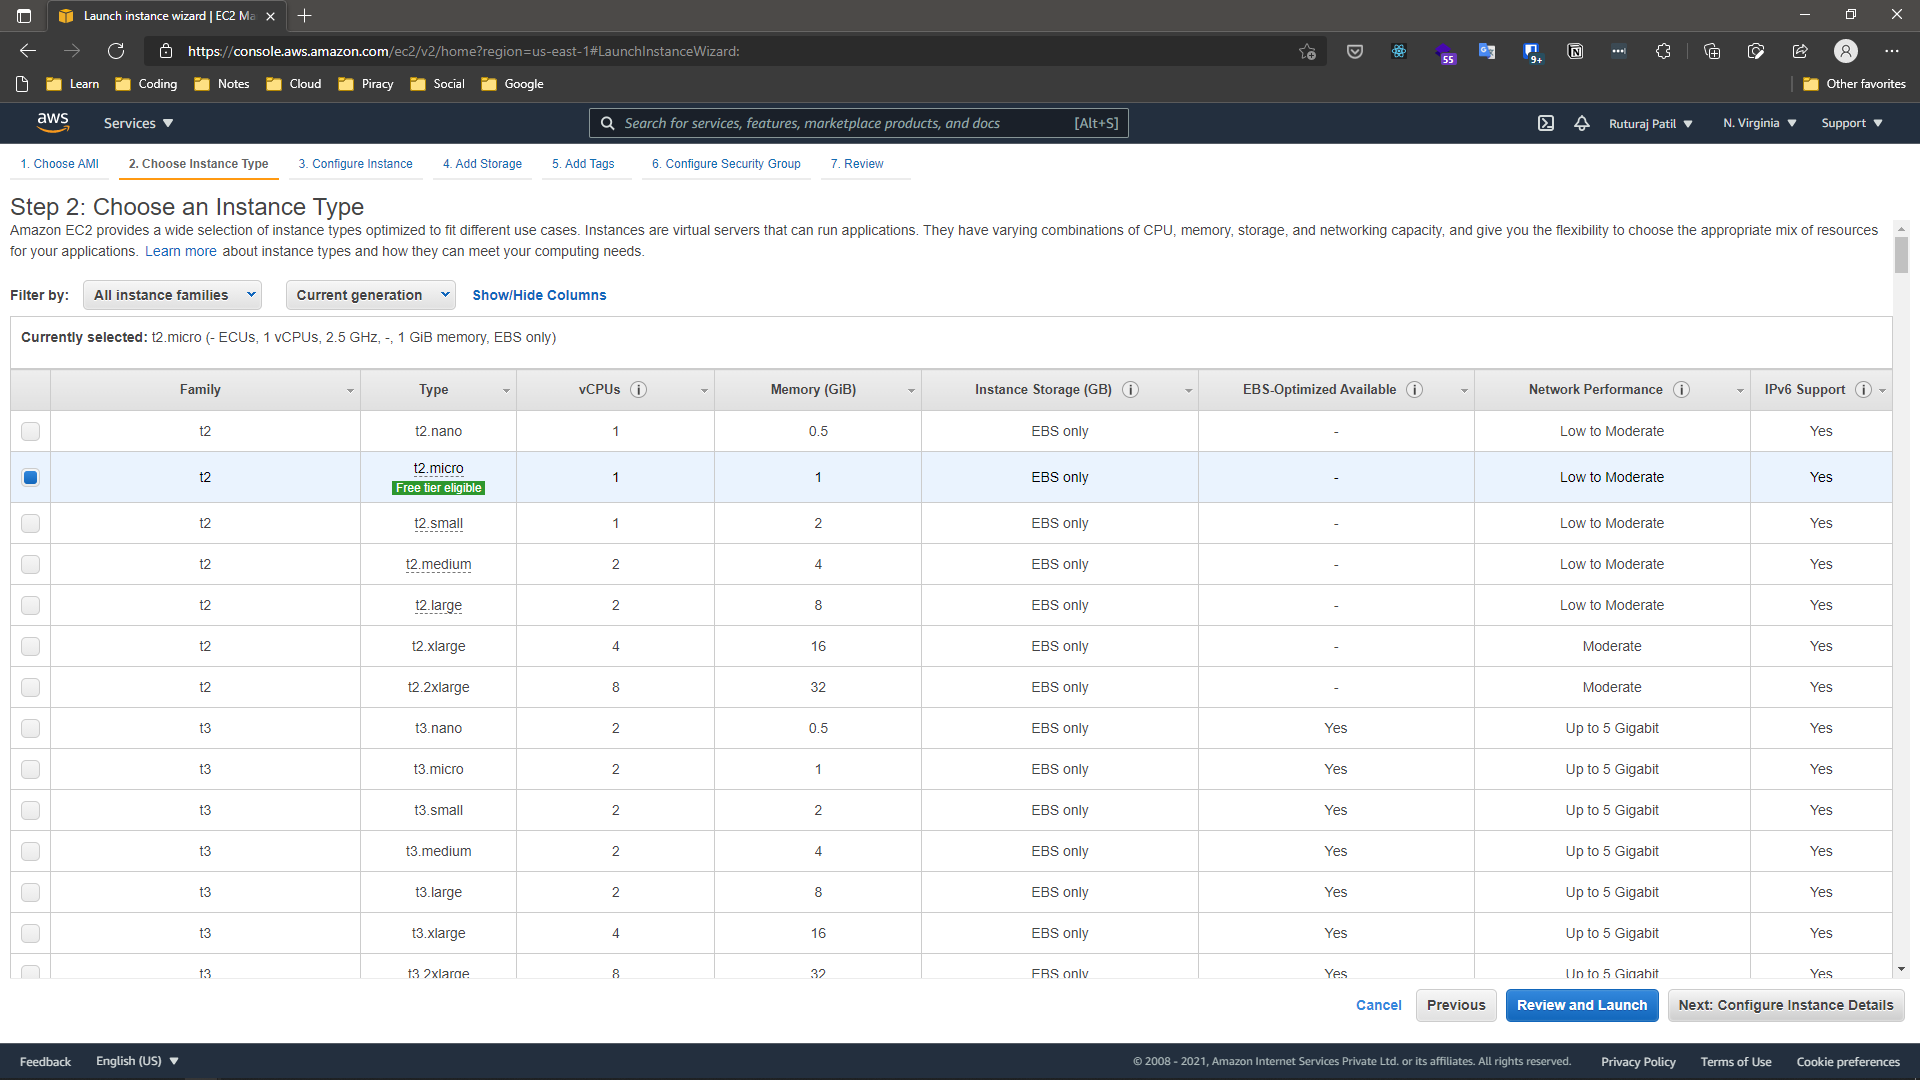 Launch instance wizard | EC2 Ma
https://console.aws.amazon.com/ec2/v2/home?region=us-east-1#LaunchInstanceWizard:
55
9+
Learn Coding Notes Cloud Piracy Social Google Other favorites
aws Services Search for services, features, marketplace products, and docs [Alt+S] Ruturaj Patil N. Virginia Support
1. Choose AMI 2. Choose Instance Type 3. Configure Instance 4. Add Storage 5. Add Tags 6. Configure Security Group 7. Review
Step 2: Choose an Instance Type
Amazon EC2 provides a wide selection of instance types optimized to fit different use cases. Instances are virtual servers that can run applications. They have varying combinations of CPU, memory, storage, and networking capacity, and give you the flexibility to choose the appropriate mix of resources
for your applications. Learn more about instance types and how they can meet your computing needs.
Filter by: All instance families Current generation Show/Hide Columns
Currently selected: t2.micro (- ECUs, 1 vCPUs, 2.5 GHz, -, 1 GiB memory, EBS only)
Family Type vCPUs i Memory (GiB) Instance Storage (GB) i EBS-Optimized Available i Network Performance i IPv6 Support i
t2 t2.nano 1 0.5 EBS only - Low to Moderate Yes
t2 t2.micro 1 1 EBS only - Low to Moderate Yes
Free tier eligible
t2 t2.small 1 2 EBS only - Low to Moderate Yes
t2 t2.medium 2 4 EBS only - Low to Moderate Yes
t2 t2.large 2 8 EBS only - Low to Moderate Yes
t2 t2.xlarge 4 16 EBS only - Moderate Yes
t2 t2.2xlarge 8 32 EBS only - Moderate Yes
t3 t3.nano 2 0.5 EBS only Yes Up to 5 Gigabit Yes
t3 t3.micro 2 1 EBS only Yes Up to 5 Gigabit Yes
t3 t3.small 2 2 EBS only Yes Up to 5 Gigabit Yes
t3 t3.medium 2 4 EBS only Yes Up to 5 Gigabit Yes
t3 t3.large 2 8 EBS only Yes Up to 5 Gigabit Yes
t3 t3.xlarge 4 16 EBS only Yes Up to 5 Gigabit Yes
t3 t3.2xlarge 8 32 EBS only Yes Up to 5 Gigabit Yes
Cancel Previous Review and Launch Next: Configure Instance Details
Feedback English (US) © 2008 - 2021, Amazon Internet Services Private Ltd. or its affiliates. All rights reserved. Privacy Policy Terms of Use Cookie preferences